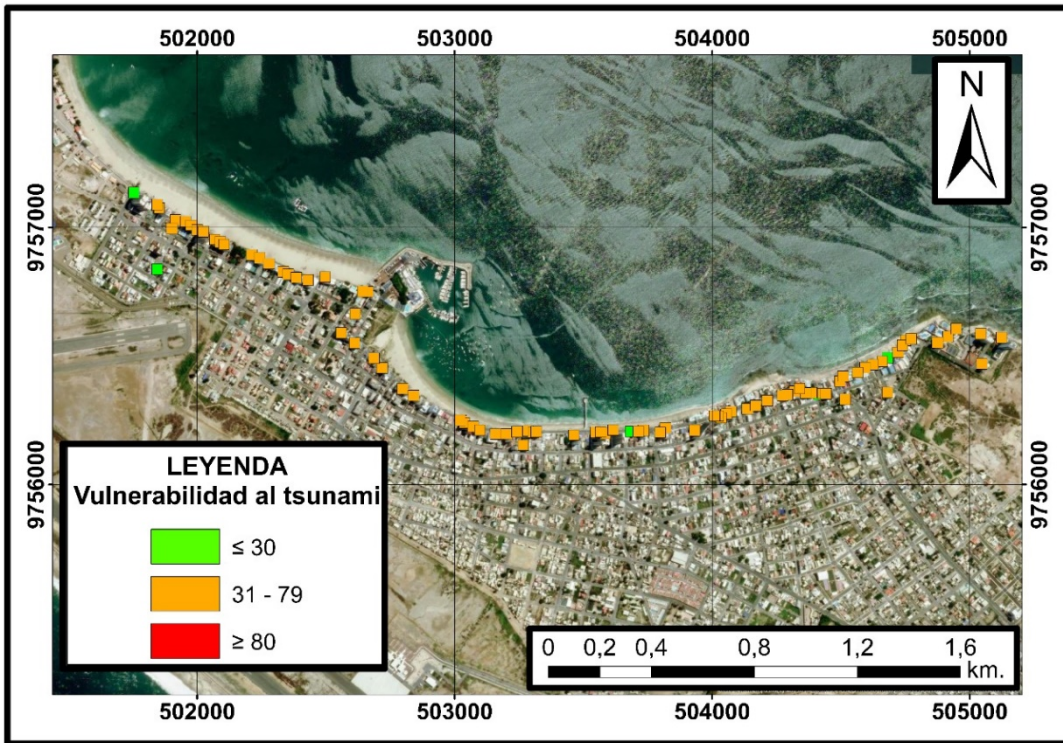 502000 503000 504000 505000
N
9757000 9757000
9756000 9756000
LEYENDA
Vulnerabilidad al tsunami
≤ 30
31 - 79
≥ 80
0 0,2 0,4 0,8 1,2 1,6
km.
502000 503000 504000 505000